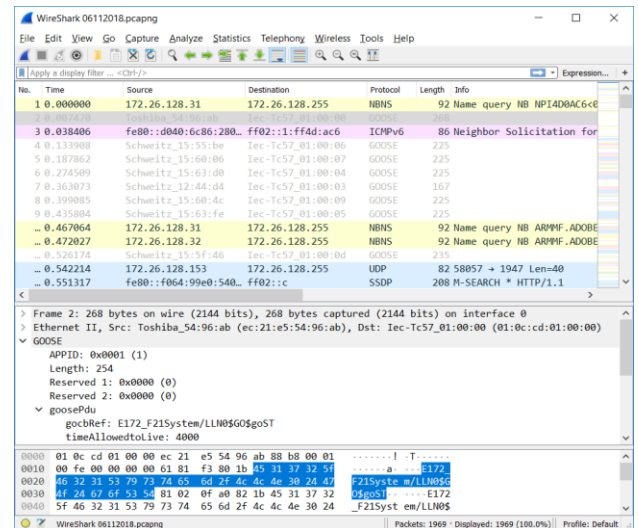 WireShark 06112018.pcapng
File Edit View Go Capture Analyze Statistics Telephony Wireless Tools Help
Apply a display filter ... <Ctrl-/> Expression... +
No. Time Source Destination Protocol Length Info
1 0.000000 172.26.128.31 172.26.128.255 NBNS 92 Name query NB NPI4D0AC6<0
2 0.007470 Toshiba_54:96:ab Iec-Tc57_01:00:00 GOOSE 268
3 0.038406 fe80::d040:6c86:280… ff02::1:ff4d:ac6 ICMPv6 86 Neighbor Solicitation for
4 0.133908 Schweitz_15:55:be Iec-Tc57_01:00:06 GOOSE 225
5 0.187862 Schweitz_15:60:06 Iec-Tc57_01:00:07 GOOSE 225
6 0.274509 Schweitz_15:63:d0 Iec-Tc57_01:00:04 GOOSE 225
7 0.363073 Schweitz_12:44:d4 Iec-Tc57_01:00:03 GOOSE 167
8 0.399085 Schweitz_15:60:4c Iec-Tc57_01:00:09 GOOSE 225
9 0.435804 Schweitz_15:63:fe Iec-Tc57_01:00:05 GOOSE 225
… 0.467064 172.26.128.31 172.26.128.255 NBNS 92 Name query NB ARMMF.ADOBE
… 0.472027 172.26.128.32 172.26.128.255 NBNS 92 Name query NB ARMMF.ADOBE
… 0.526174 Schweitz_15:5f:46 Iec-Tc57_01:00:0d GOOSE 235
… 0.542214 172.26.128.153 172.26.128.255 UDP 82 58057 → 1947 Len=40
… 0.551317 fe80::f064:99e0:540… ff02::c SSDP 208 M-SEARCH * HTTP/1.1
Frame 2: 268 bytes on wire (2144 bits), 268 bytes captured (2144 bits) on interface 0
Ethernet II, Src: Toshiba_54:96:ab (ec:21:e5:54:96:ab), Dst: Iec-Tc57_01:00:00 (01:0c:cd:01:00:00)
GOOSE
APPID: 0x0001 (1)
Length: 254
Reserved 1: 0x0000 (0)
Reserved 2: 0x0000 (0)
goosePdu
gocbRef: E172_F21System/LLN0$GO$goST
timeAllowedtoLive: 4000
0000 01 0c cd 01 00 00 ec 21 e5 54 96 ab 88 b8 00 01 ·······! ·T······
0010 00 fe 00 00 00 00 61 81 f3 80 1b 45 31 37 32 5f ······a· ···E172_
0020 46 32 31 53 79 73 74 65 6d 2f 4c 4c 4e 30 24 47 F21Syste m/LLN0$G
0030 4f 24 67 6f 53 54 81 02 0f a0 82 1b 45 31 37 32 O$goST·· ····E172
0040 5f 46 32 31 53 79 73 74 65 6d 2f 4c 4c 4e 30 24 _F21Syst em/LLN0$
WireShark 06112018.pcapng Packets: 1969 · Displayed: 1969 (100.0%) Profile: Default